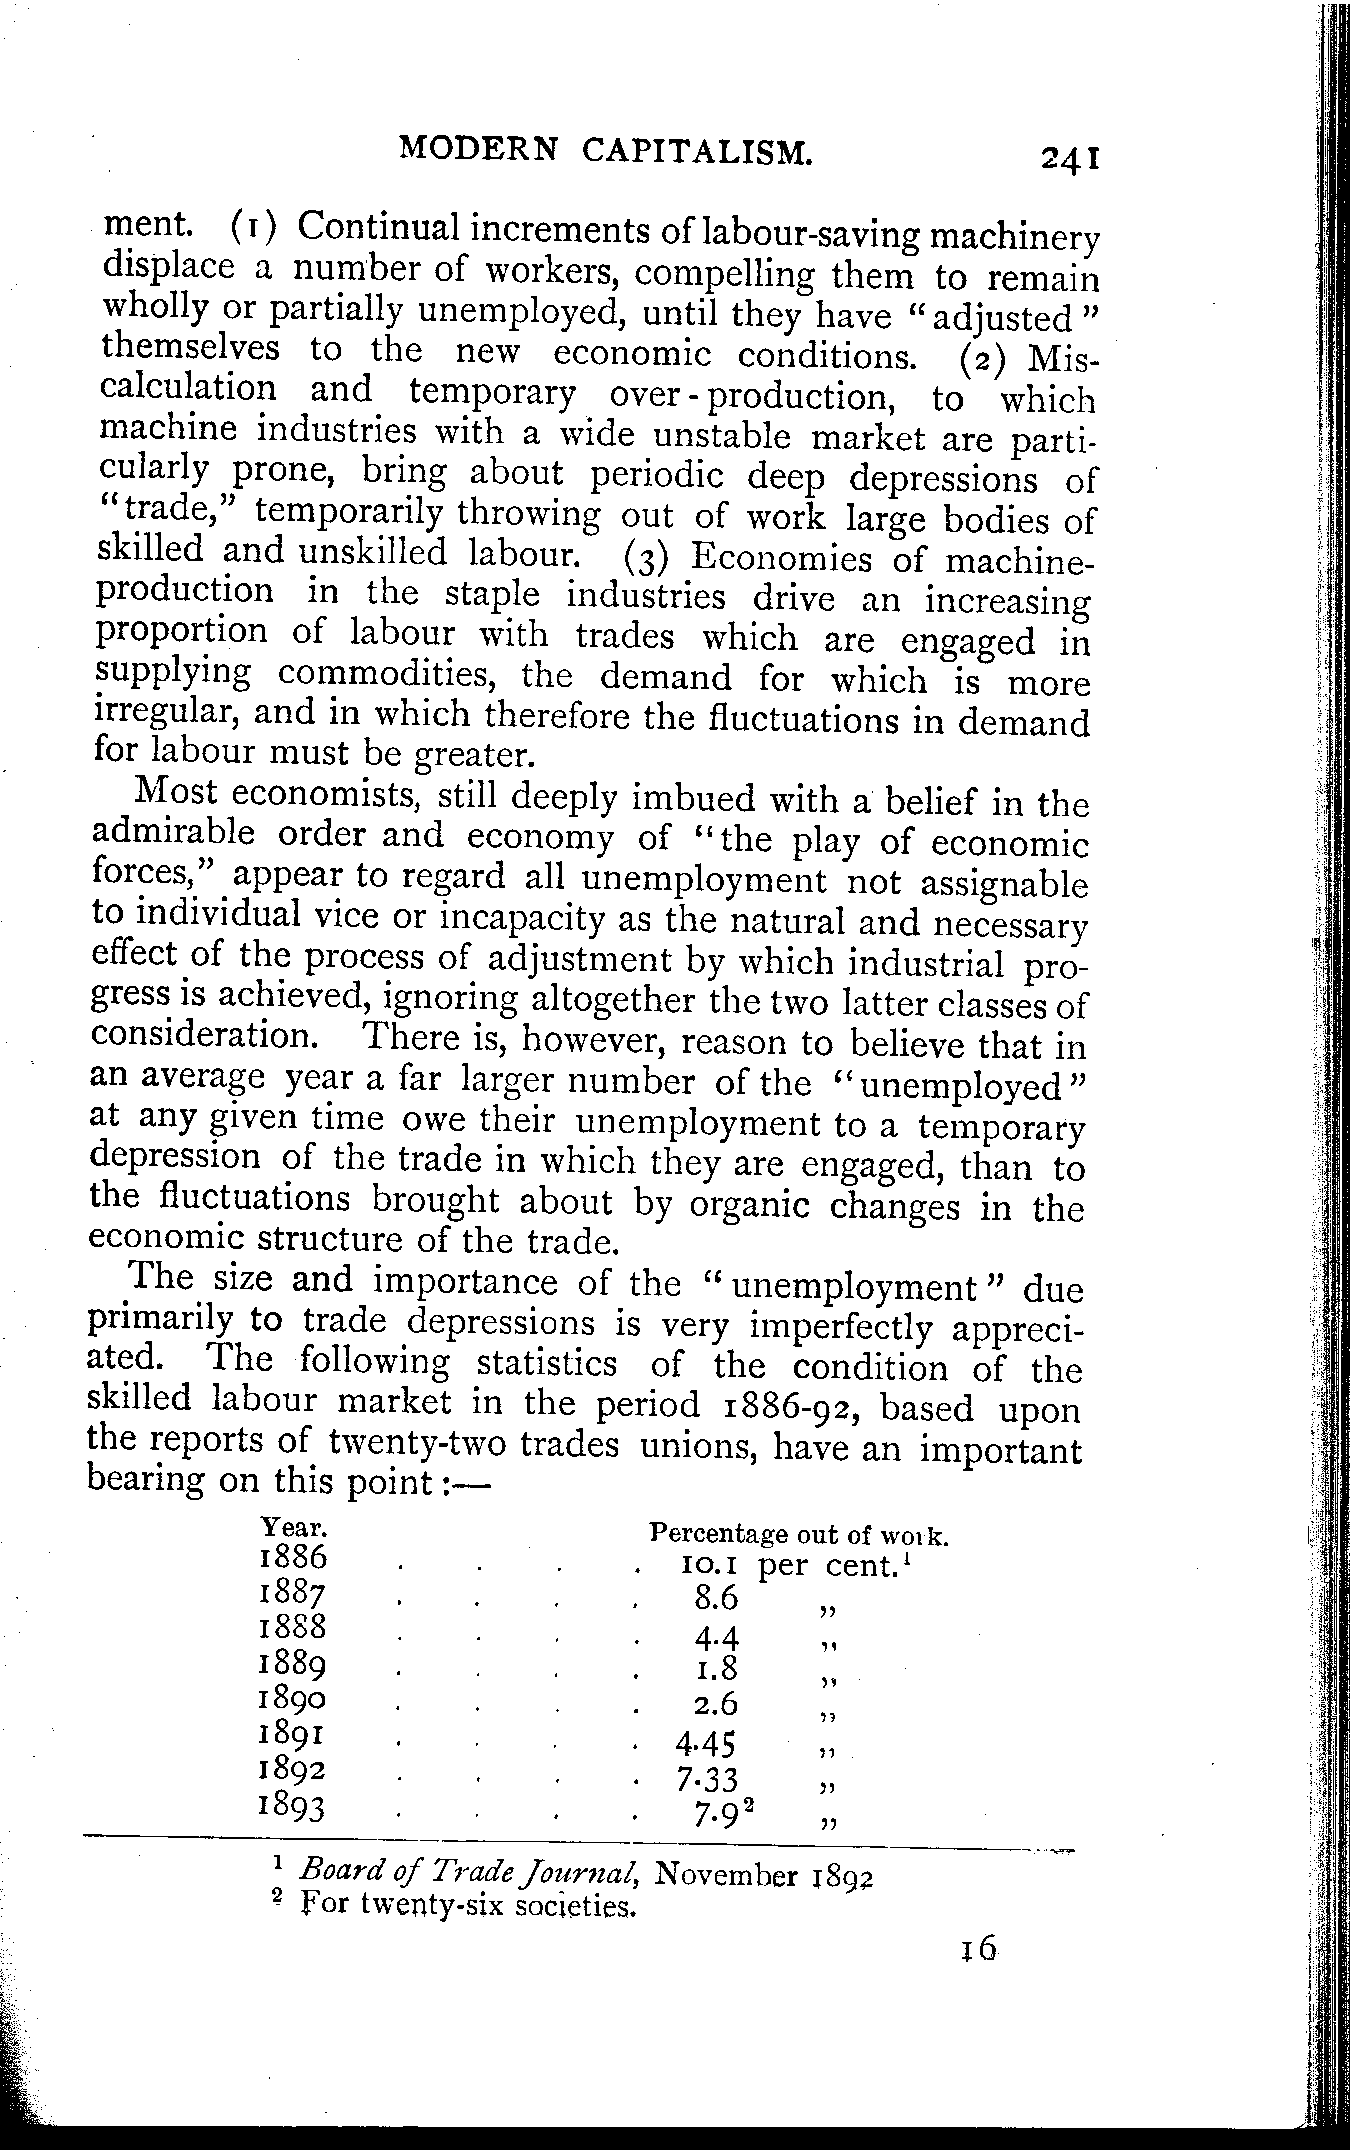 MODERN CAPITALISM. 241
ment. (1) Continual increments of labour-saving machinery
displace a number of workers, compelling them to remain
wholly or partially unemployed, until they have “adjusted”
themselves to the new economic conditions. (2) Mis-
calculation and temporary over-production, to which
machine industries with a wide unstable market are parti-
cularly prone, bring about periodic deep depressions of
“trade,” temporarily throwing out of work large bodies of
skilled and unskilled labour. (3) Economies of machine-
production in the staple industries drive an increasing
proportion of labour with trades which are engaged in
supplying commodities, the demand for which is more
irregular, and in which therefore the fluctuations in demand
for labour must be greater.
Most economists, still deeply imbued with a belief in the
admirable order and economy of “the play of economic
forces,” appear to regard all unemployment not assignable
to individual vice or incapacity as the natural and necessary
effect of the process of adjustment by which industrial pro-
gress is achieved, ignoring altogether the two latter classes of
consideration. There is, however, reason to believe that in
an average year a far larger number of the “unemployed”
at any given time owe their unemployment to a temporary
depression of the trade in which they are engaged, than to
the fluctuations brought about by organic changes in the
economic structure of the trade.
The size and importance of the “unemployment” due
primarily to trade depressions is very imperfectly appreci-
ated. The following statistics of the condition of the
skilled labour market in the period 1886-92, based upon
the reports of twenty-two trades unions, have an important
bearing on this point:—
Year. Percentage out of work.
1886 . . . . 10.1 per cent.¹
1887 . . . . 8.6 „
1888 . . . . 4.4 „
1889 . . . . 1.8 „
1890 . . . . 2.6 „
1891 . . . . 4.45 „
1892 . . . . 7.33 „
1893 . . . . 7.9² „
¹ Board of Trade Journal, November 1892
² For twenty-six societies.
16